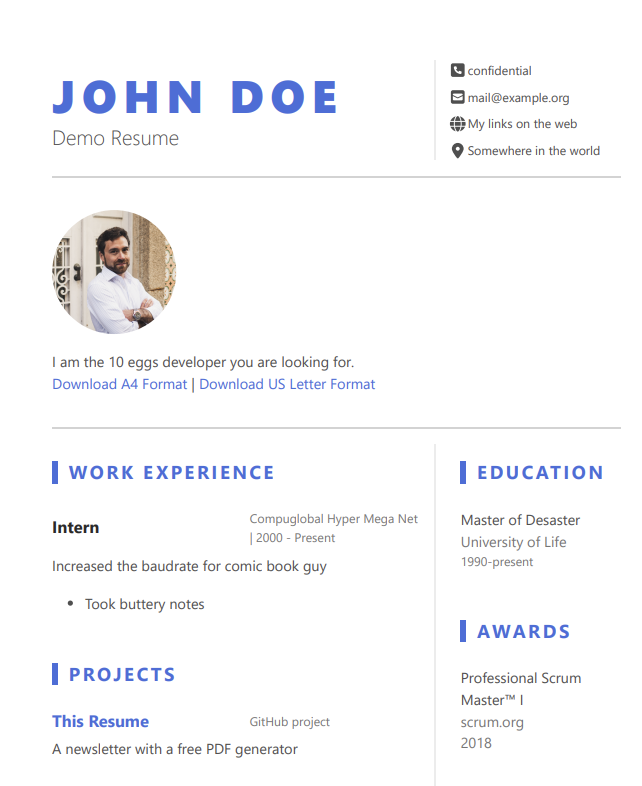 JOHN DOE
Demo Resume
confidential
mail@example.org
My links on the web
Somewhere in the world
I am the 10 eggs developer you are looking for.
Download A4 Format | Download US Letter Format
WORK EXPERIENCE
Intern
Compuglobal Hyper Mega Net
| 2000 - Present
Increased the baudrate for comic book guy
• Took buttery notes
PROJECTS
This Resume
GitHub project
A newsletter with a free PDF generator
EDUCATION
Master of Desaster
University of Life
1990-present
AWARDS
Professional Scrum
Master™ I
scrum.org
2018